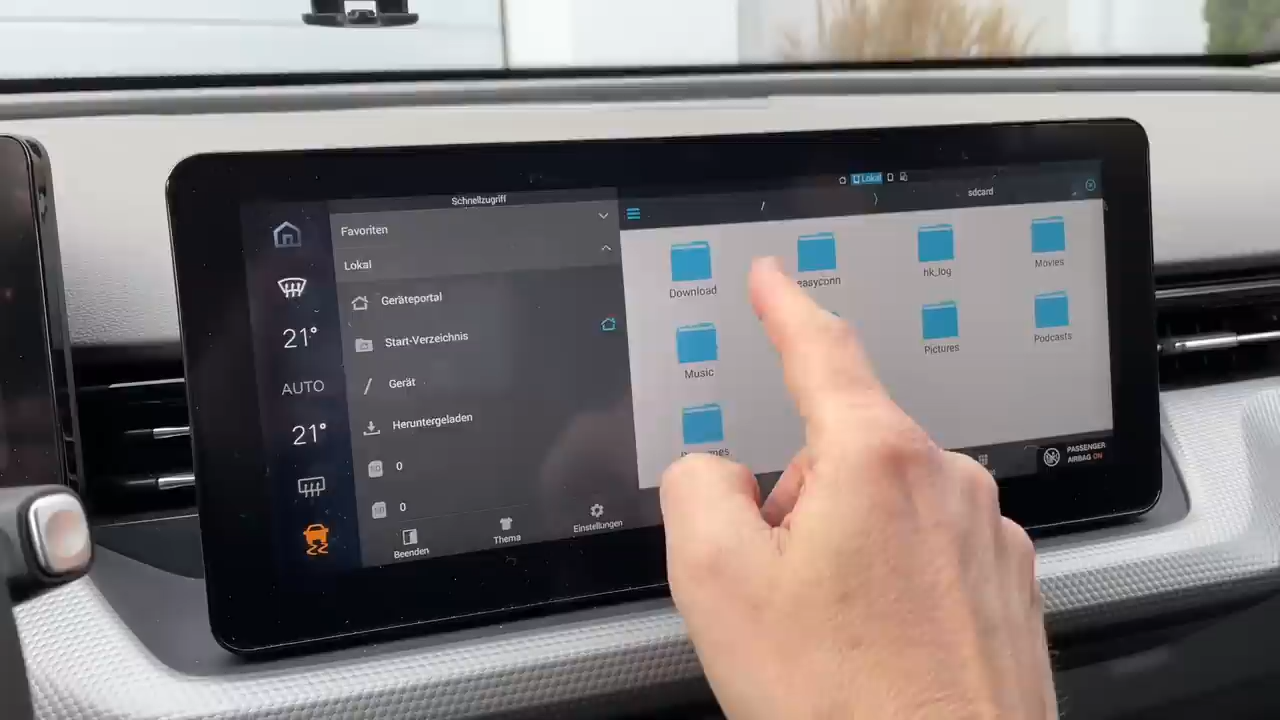 Schnellzugriff
Favoriten
Lokal
Geräteportal
Start-Verzeichnis
/ Gerät
Heruntergeladen
0
0
Beenden
Thema
Einstellungen
21°
AUTO
21°
Lokal
/
sdcard
Download
easyconn
hk_log
Movies
Music
Pictures
Podcasts
PASSENGER
AIRBAG ON